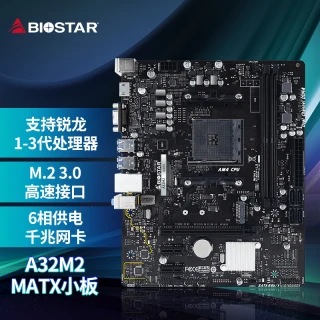 BIOSTAR
支持锐龙
1-3代处理器
M.2 3.0
高速接口
6相供电
千兆网卡
A32M2
MATX小板
AM4 CPU
BIOSTAR